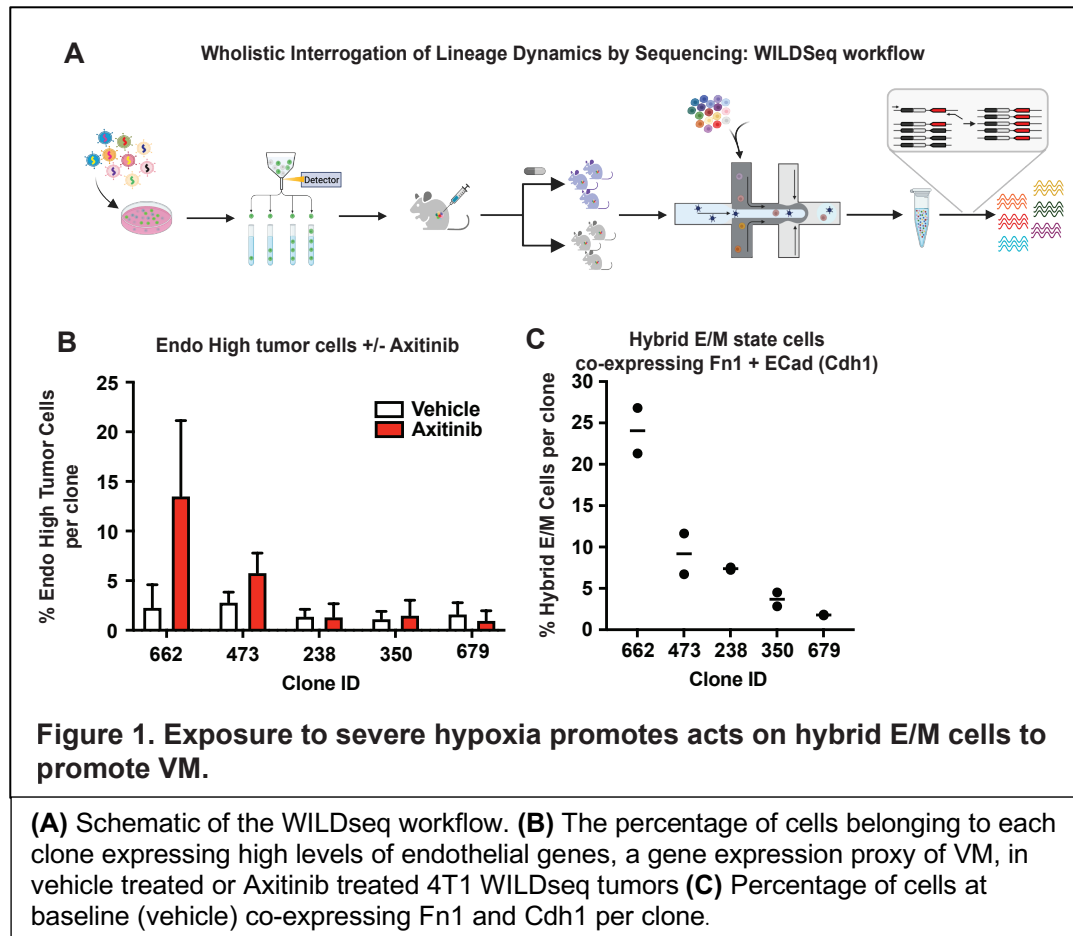 A
Wholistic Interrogation of Lineage Dynamics by Sequencing: WILDSeq workflow
Detector
B
Endo High tumor cells +/- Axitinib
% Endo High Tumor Cells
per clone
25
20
15
10
5
0
Vehicle
Axitinib
662 473 238 350 679
Clone ID
C
Hybrid E/M state cells
co-expressing Fn1 + ECad (Cdh1)
% Hybrid E/M Cells per clone
30
25
20
15
10
5
0
662 473 238 350 679
Clone ID
Figure 1. Exposure to severe hypoxia promotes acts on hybrid E/M cells to
promote VM.
(A) Schematic of the WILDseq workflow. (B) The percentage of cells belonging to each
clone expressing high levels of endothelial genes, a gene expression proxy of VM, in
vehicle treated or Axitinib treated 4T1 WILDseq tumors (C) Percentage of cells at
baseline (vehicle) co-expressing Fn1 and Cdh1 per clone.